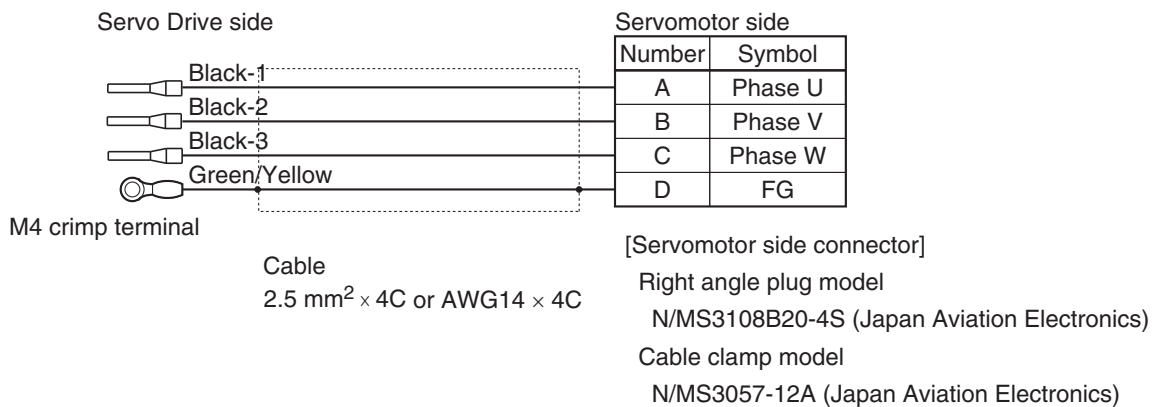 Servo Drive side
Servomotor side
Number Symbol
Black-1
A Phase U
Black-2
B Phase V
Black-3
C Phase W
Green/Yellow
D FG
M4 crimp terminal
Cable
2.5 mm² × 4C or AWG14 × 4C
[Servomotor side connector]
Right angle plug model
N/MS3108B20-4S (Japan Aviation Electronics)
Cable clamp model
N/MS3057-12A (Japan Aviation Electronics)